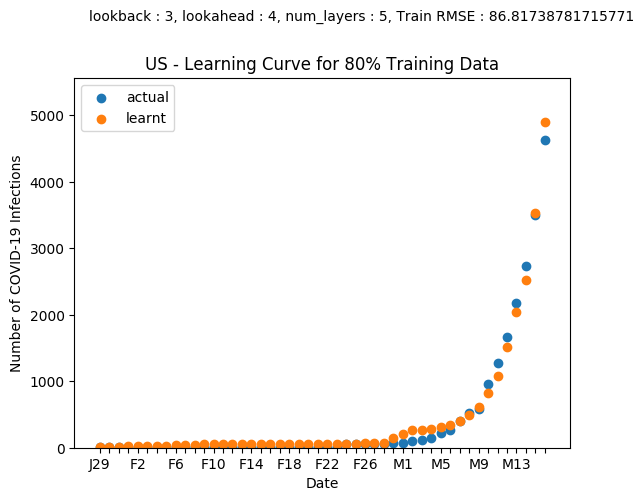 lookback : 3, lookahead : 4, num_layers : 5, Train RMSE : 86.81738781715771
US - Learning Curve for 80% Training Data
actual
learnt
Number of COVID-19 Infections
5000
4000
3000
2000
1000
0
J29 F2 F6 F10 F14 F18 F22 F26 M1 M5 M9 M13
Date